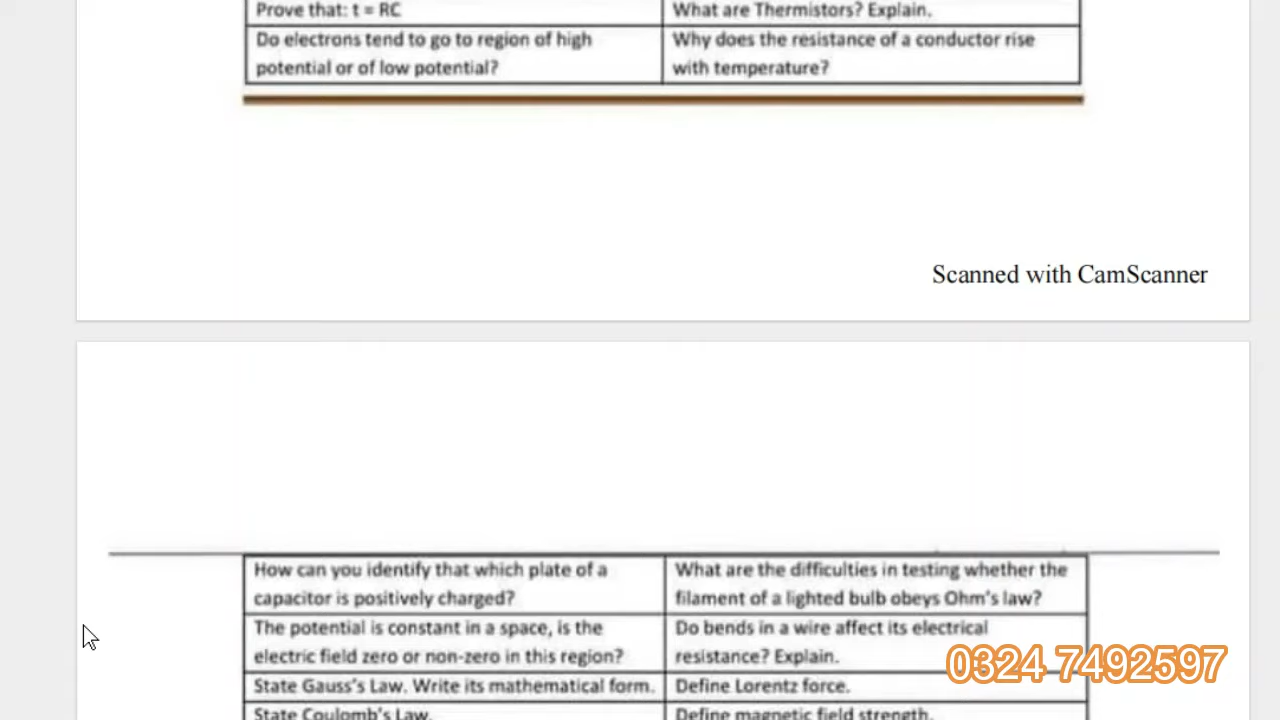 Prove that: t = RC
What are Thermistors? Explain.
Do electrons tend to go to region of high
potential or of low potential?
Why does the resistance of a conductor rise
with temperature?
Scanned with CamScanner
How can you identify that which plate of a
capacitor is positively charged?
What are the difficulties in testing whether the
filament of a lighted bulb obeys Ohm's law?
The potential is constant in a space, is the
electric field zero or non-zero in this region?
Do bends in a wire affect its electrical
resistance? Explain.
State Gauss's Law. Write its mathematical form.
Define Lorentz force.
State Coulomb's Law.
Define magnetic field strength.
0324 7492597